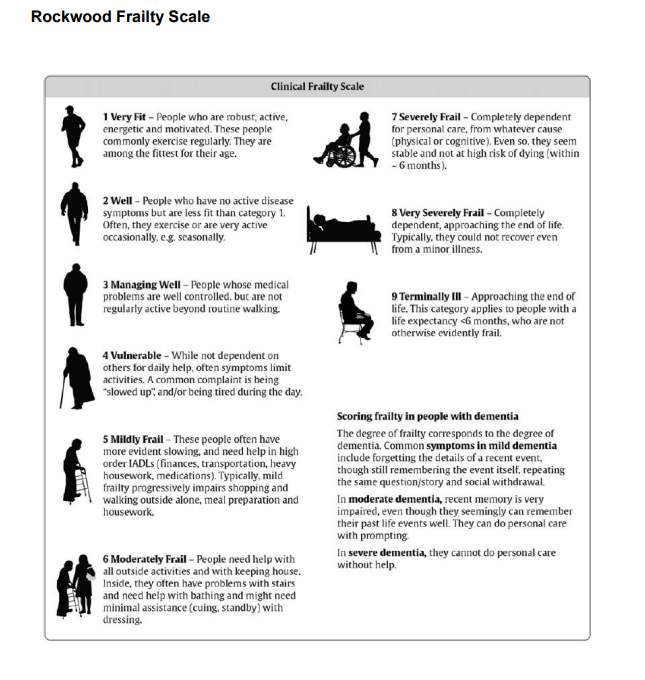 Rockwood Frailty Scale
Clinical Frailty Scale
1 Very Fit – People who are robust, active,
energetic and motivated. These people
commonly exercise regularly. They are
among the fittest for their age.
2 Well – People who have no active disease
symptoms but are less fit than category 1.
Often, they exercise or are very active
occasionally, e.g. seasonally.
3 Managing Well – People whose medical
problems are well controlled, but are not
regularly active beyond routine walking.
4 Vulnerable – While not dependent on
others for daily help, often symptoms limit
activities. A common complaint is being
"slowed up", and/or being tired during the day.
5 Mildly Frail – These people often have
more evident slowing, and need help in high
order IADLs (finances, transportation, heavy
housework, medications). Typically, mild
frailty progressively impairs shopping and
walking outside alone, meal preparation and
housework.
6 Moderately Frail – People need help with
all outside activities and with keeping house.
Inside, they often have problems with stairs
and need help with bathing and might need
minimal assistance (cuing, standby) with
dressing.
7 Severely Frail – Completely dependent
for personal care, from whatever cause
(physical or cognitive). Even so, they seem
stable and not at high risk of dying (within
~ 6 months).
8 Very Severely Frail – Completely
dependent, approaching the end of life.
Typically, they could not recover even
from a minor illness.
9 Terminally Ill – Approaching the end of
life. This category applies to people with a
life expectancy <6 months, who are not
otherwise evidently frail.
Scoring frailty in people with dementia
The degree of frailty corresponds to the degree of
dementia. Common symptoms in mild dementia
include forgetting the details of a recent event,
though still remembering the event itself, repeating
the same question/story and social withdrawal.
In moderate dementia, recent memory is very
impaired, even though they seemingly can remember
their past life events well. They can do personal care
with prompting.
In severe dementia, they cannot do personal care
without help.